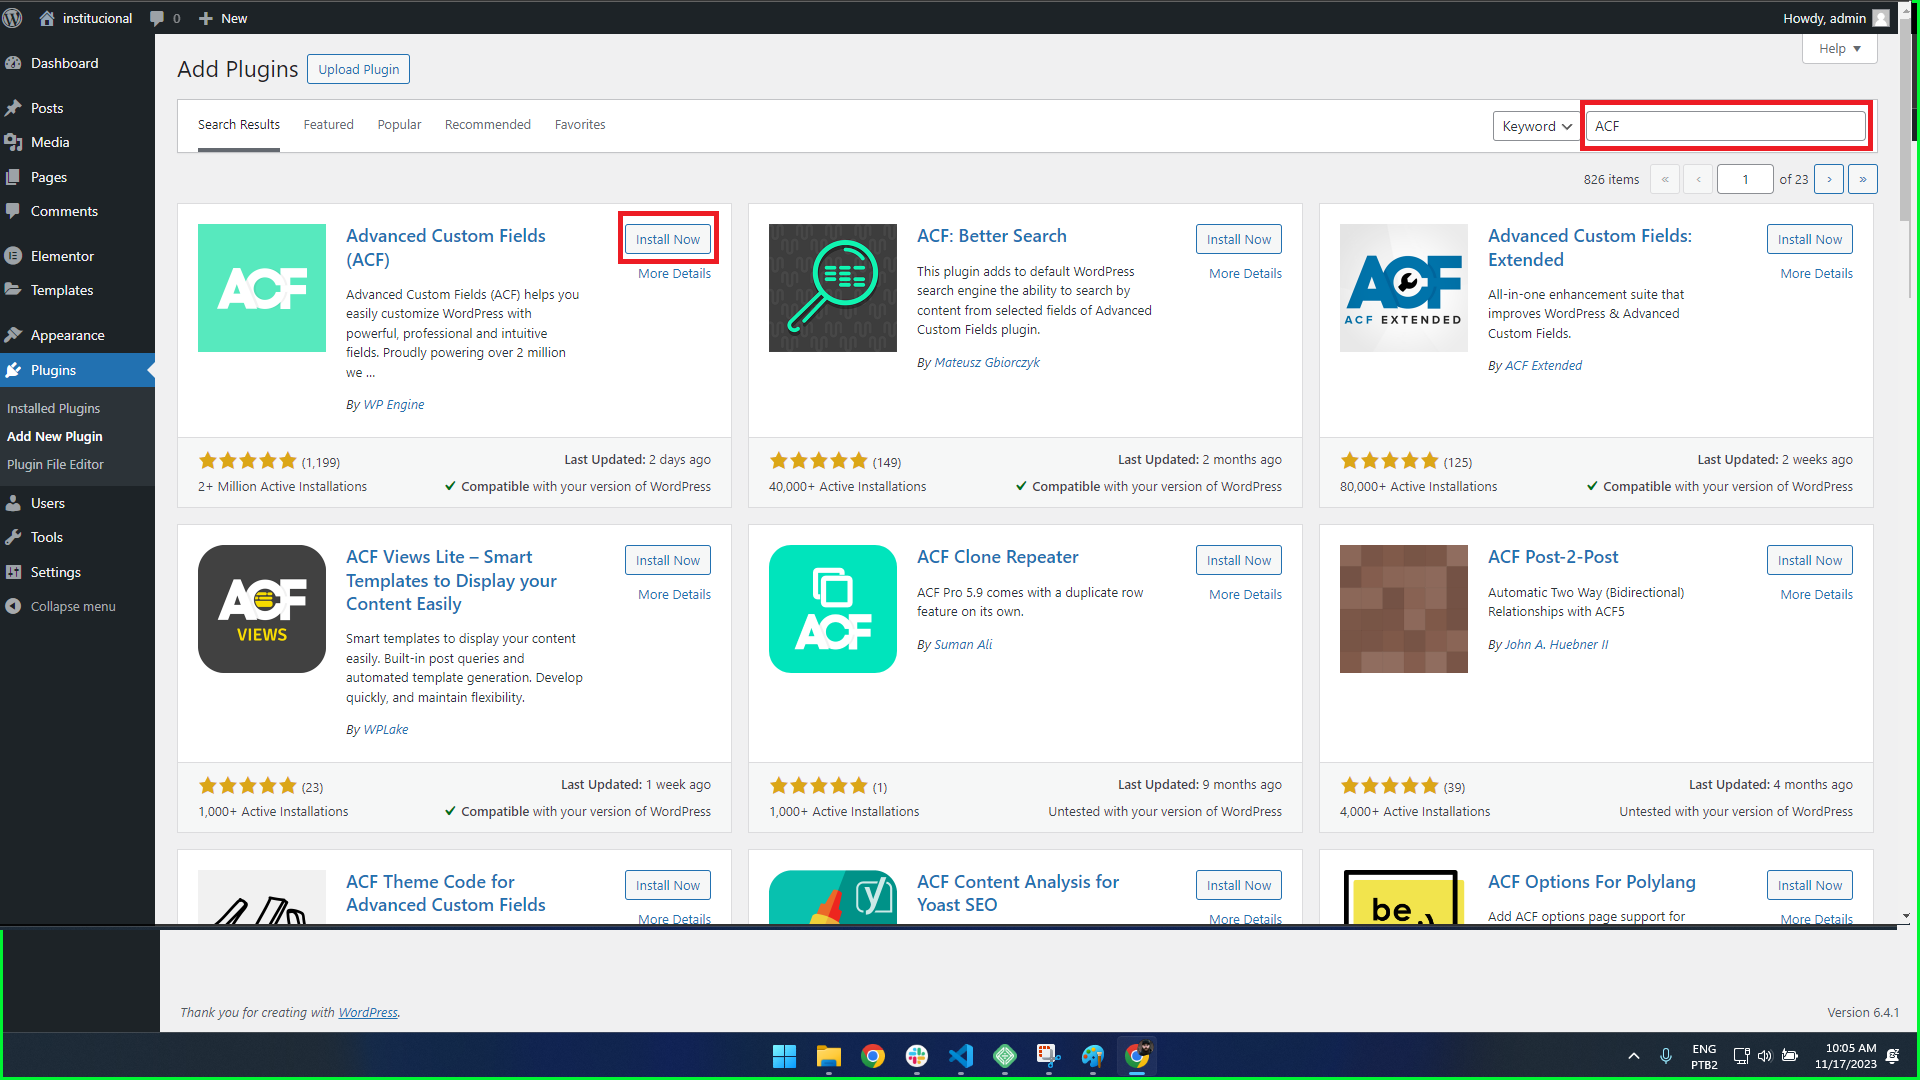 institucional
0
New
Howdy, admin
Dashboard
Posts
Media
Pages
Comments
Elementor
Templates
Appearance
Plugins
Installed Plugins
Add New Plugin
Plugin File Editor
Users
Tools
Settings
Collapse menu
Help
Add Plugins
Upload Plugin
Search Results
Featured
Popular
Recommended
Favorites
Keyword
ACF
826 items
«
‹
1
of 23
›
»
ACF
Advanced Custom Fields
(ACF)
Install Now
More Details
Advanced Custom Fields (ACF) helps you
easily customize WordPress with
powerful, professional and intuitive
fields. Proudly powering over 2 million
we ...
By WP Engine
(1,199)
Last Updated: 2 days ago
2+ Million Active Installations
Compatible with your version of WordPress
ACF: Better Search
Install Now
More Details
This plugin adds to default WordPress
search engine the ability to search by
content from selected fields of Advanced
Custom Fields plugin.
By Mateusz Gbiorczyk
(149)
Last Updated: 2 months ago
40,000+ Active Installations
Compatible with your version of WordPress
ACF
ACF EXTENDED
Advanced Custom Fields:
Extended
Install Now
More Details
All-in-one enhancement suite that
improves WordPress & Advanced
Custom Fields.
By ACF Extended
(125)
Last Updated: 2 weeks ago
80,000+ Active Installations
Compatible with your version of WordPress
ACF
VIEWS
ACF Views Lite – Smart
Templates to Display your
Content Easily
Install Now
More Details
Smart templates to display your content
easily. Built-in post queries and
automated template generation. Develop
quickly, and maintain flexibility.
By WPLake
(23)
Last Updated: 1 week ago
1,000+ Active Installations
Compatible with your version of WordPress
ACF
ACF Clone Repeater
Install Now
More Details
ACF Pro 5.9 comes with a duplicate row
feature on its own.
By Suman Ali
(1)
Last Updated: 9 months ago
1,000+ Active Installations
Untested with your version of WordPress
ACF Post-2-Post
Install Now
More Details
Automatic Two Way (Bidirectional)
Relationships with ACF5
By John A. Huebner II
(39)
Last Updated: 4 months ago
4,000+ Active Installations
Untested with your version of WordPress
ACF Theme Code for
Advanced Custom Fields
Install Now
More Details
ACF Content Analysis for
Yoast SEO
Install Now
More Details
be
ACF Options For Polylang
Install Now
More Details
Add ACF options page support for
Thank you for creating with WordPress.
Version 6.4.1
ENG
PTB2
10:05 AM
11/17/2023